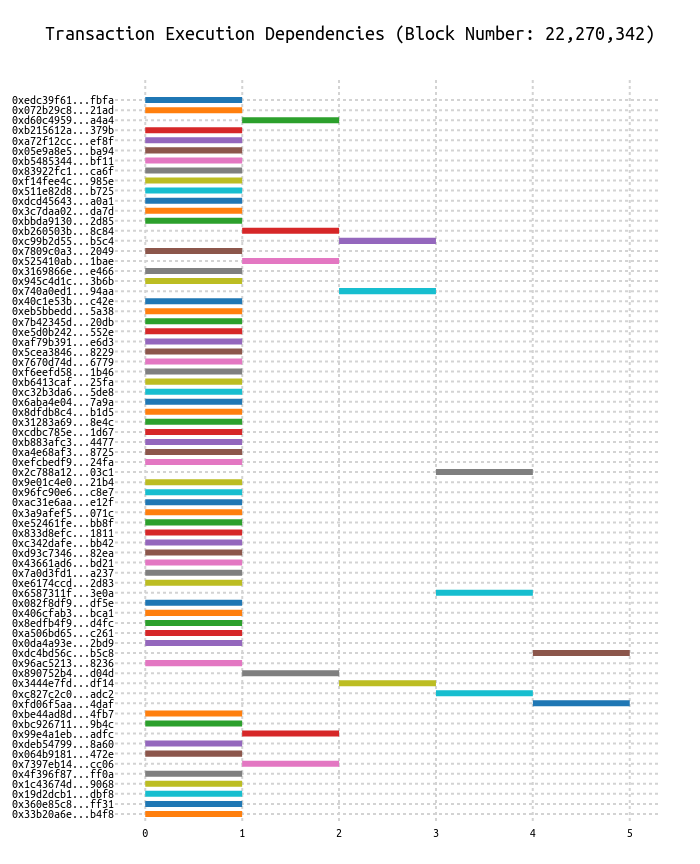 Transaction Execution Dependencies (Block Number: 22,270,342)
0xedc39f61...fbfa
0x072b29c8...21ad
0xd60c4959...a4a4
0xb215612a...379b
0xa72f12cc...ef8f
0x05e9a8e5...ba94
0xb5485344...bf11
0x83922fc1...ca6f
0xf14fee4c...985e
0x511e82d8...b725
0xdcd45643...a0a1
0x3c7daa02...da7d
0xbbda9130...2d85
0xb260503b...8c84
0xc99b2d55...b5c4
0x7809c0a3...2049
0x525410ab...1bae
0x3169866e...e466
0x945c4d1c...3b6b
0x740a0ed1...94aa
0x40c1e53b...c42e
0xeb5bbedd...5a38
0x7b42345d...20db
0xe5d0b242...552e
0xaf79b391...e6d3
0x5cea3846...8229
0x7670d74d...6779
0xf6eefd58...1b46
0xb6413caf...25fa
0xc32b3da6...5de8
0x6aba4e04...7a9a
0x8dfdb8c4...b1d5
0x31283a69...8e4c
0xcdbc785e...1d67
0xb883afc3...4477
0xa4e68af3...8725
0xefcbedf9...24fa
0x2c788a12...03c1
0x9e01c4e0...21b4
0x96fc90e6...c8e7
0xac31e6aa...e12f
0x3a9afef5...071c
0xe52461fe...bb8f
0x833d8efc...1811
0xc342dafe...bb42
0xd93c7346...82ea
0x43661ad6...bd21
0x7a0d3fd1...a237
0xe6174ccd...2d83
0x6587311f...3e0a
0x082f8df9...df5e
0x406cfab3...bca1
0x8edfb4f9...d4fc
0xa506bd65...c261
0x0da4a93e...2bd9
0xdc4bd56c...b5c8
0x96ac5213...8236
0x890752b4...d04d
0x3444e7fd...df14
0xc827c2c0...adc2
0xfd06f5aa...4daf
0xbe44ad8d...4fb7
0xbc926711...9b4c
0x99e4a1eb...adfc
0xdeb54799...8a60
0x064b9181...472e
0x7397eb14...cc06
0x4f396f87...ff0a
0x1c43674d...9068
0x19d2dcb1...dbf8
0x360e85c8...ff31
0x33b20a6e...b4f8
0 1 2 3 4 5